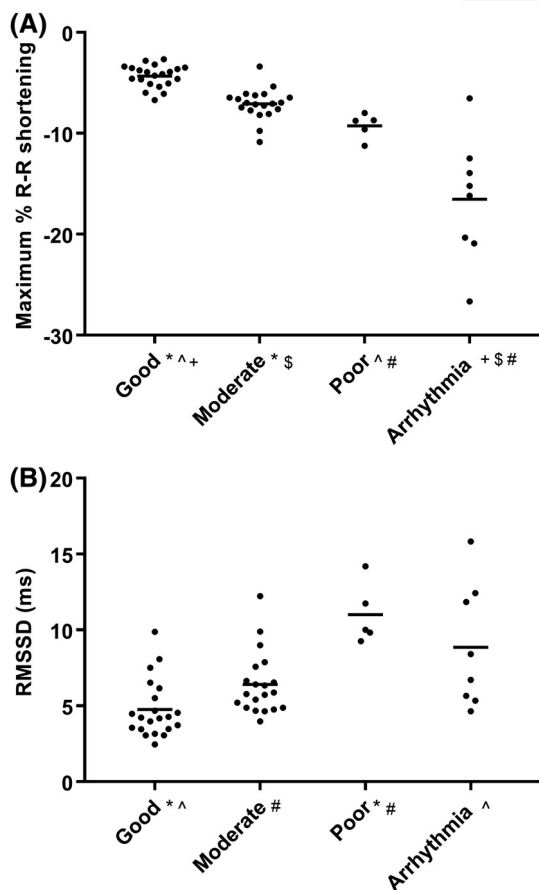 (A)
Maximum % R-R shortening
0
-10
-20
-30
Good * ^ +
Moderate * $
Poor ^ #
Arrhythmia + $ #
(B)
RMSSD (ms)
20
15
10
5
0
Good * ^
Moderate #
Poor * #
Arrhythmia ^